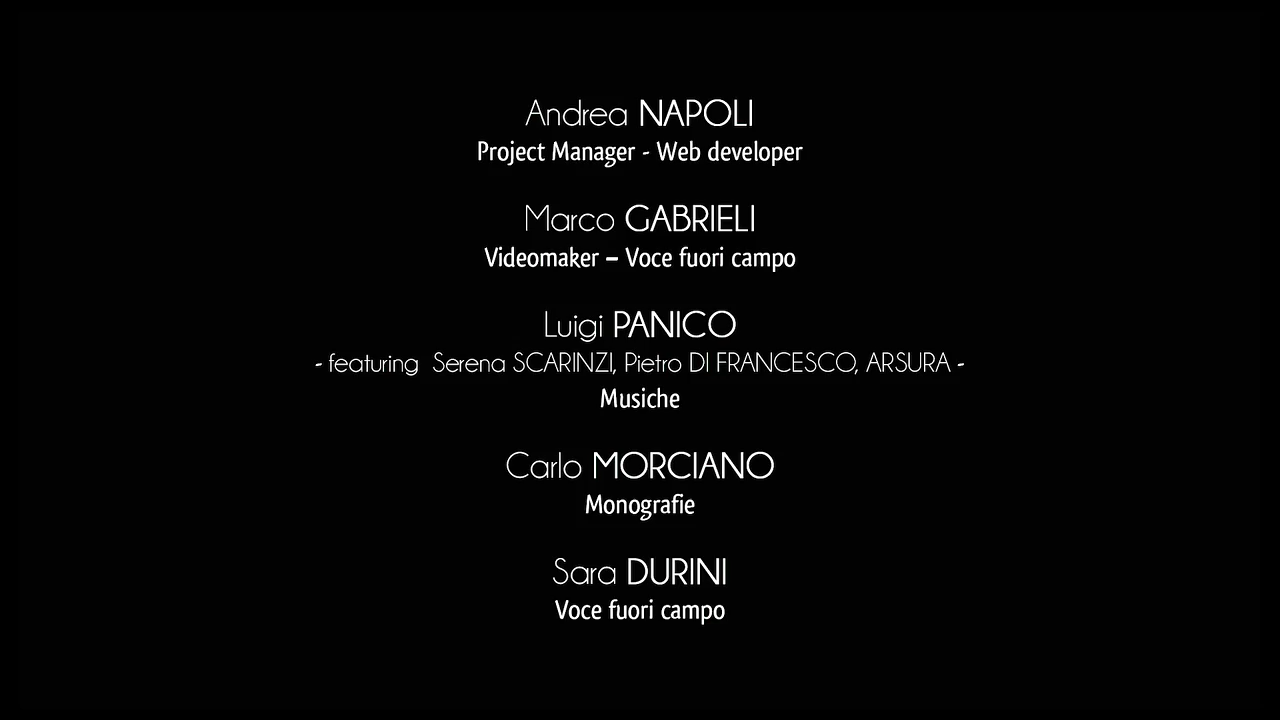 Andrea NAPOLI
Project Manager - Web developer
Marco GABRIELI
Videomaker – Voce fuori campo
Luigi PANICO
- featuring Serena SCARINZI, Pietro DI FRANCESCO, ARSURA -
Musiche
Carlo MORCIANO
Monografie
Sara DURINI
Voce fuori campo